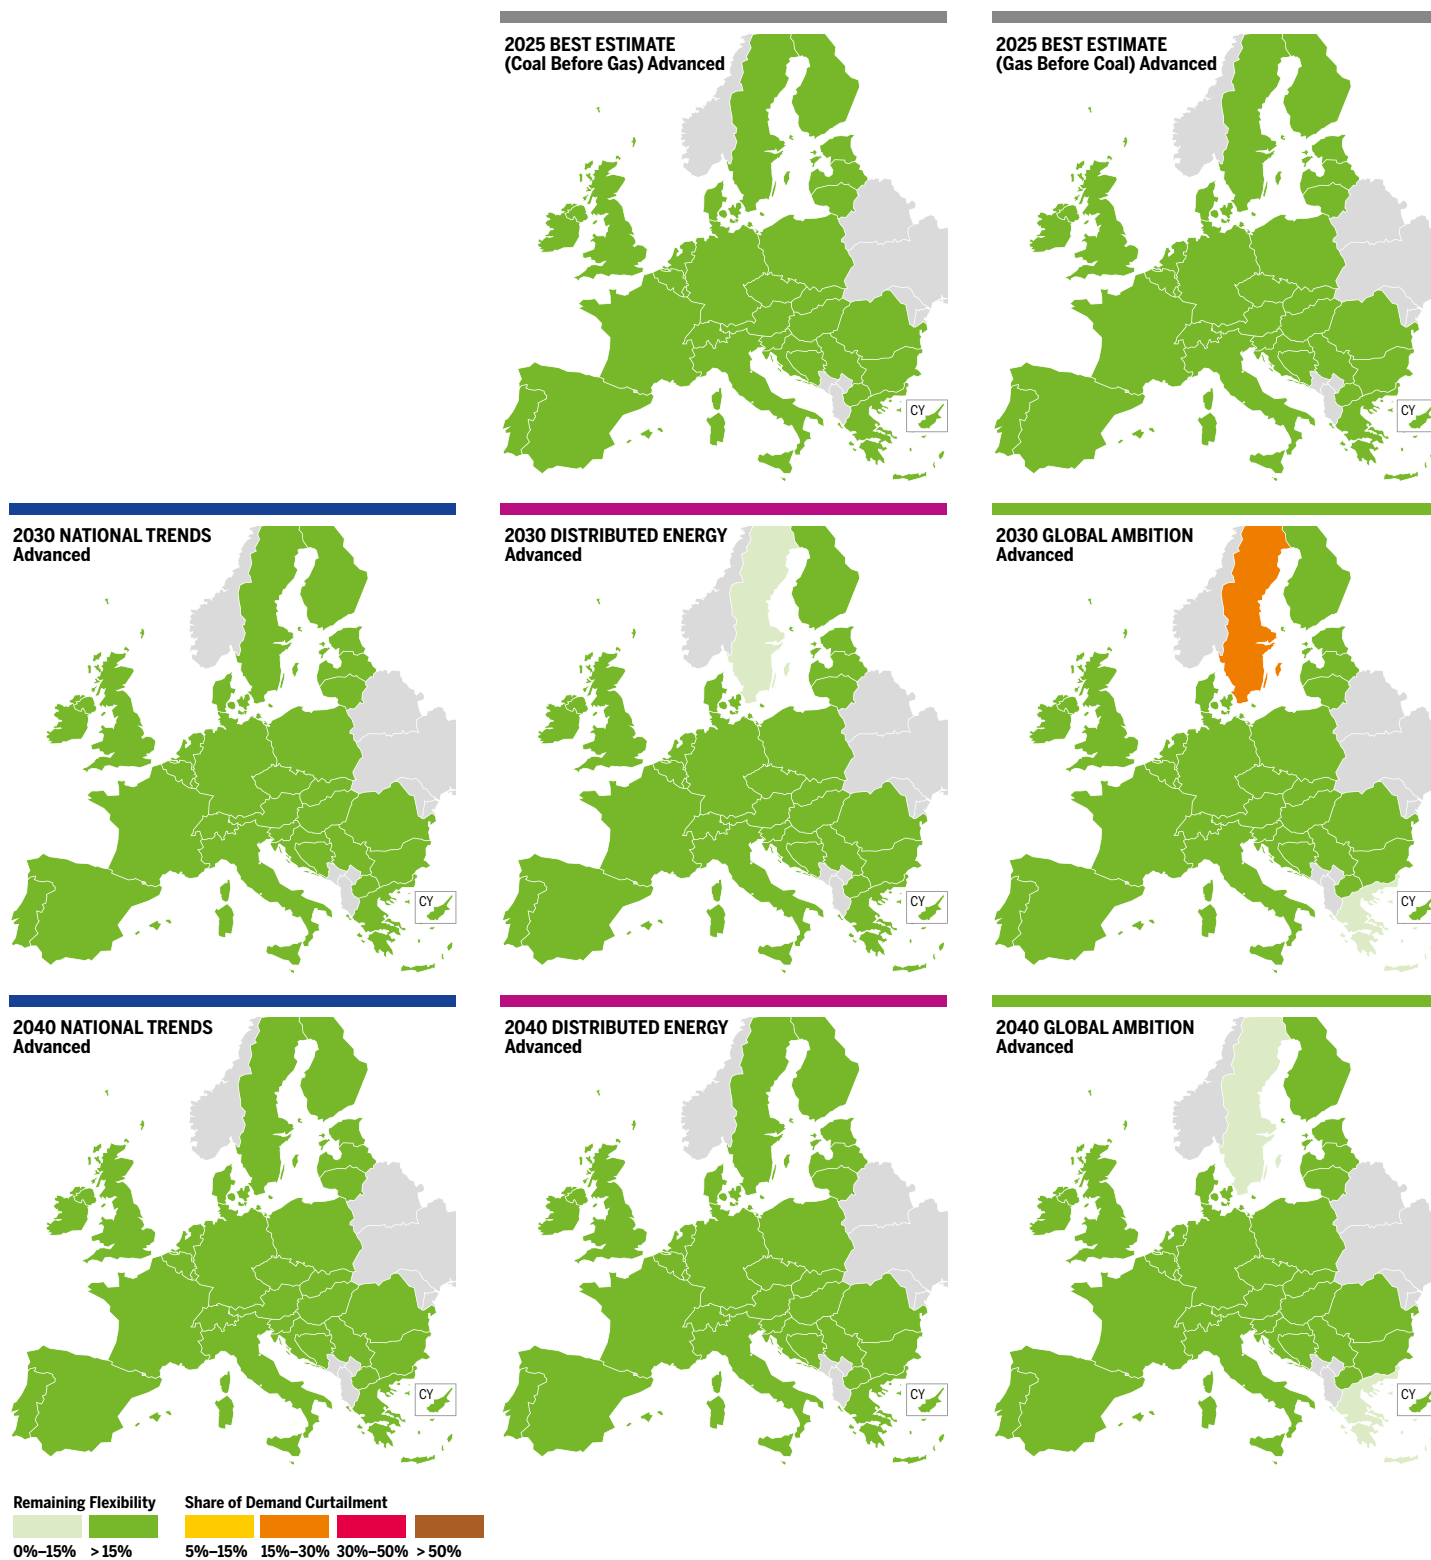 2025 BEST ESTIMATE
(Coal Before Gas) Advanced
CY
2025 BEST ESTIMATE
(Gas Before Coal) Advanced
CY
2030 NATIONAL TRENDS
Advanced
CY
2030 DISTRIBUTED ENERGY
Advanced
CY
2030 GLOBAL AMBITION
Advanced
CY
2040 NATIONAL TRENDS
Advanced
CY
2040 DISTRIBUTED ENERGY
Advanced
CY
2040 GLOBAL AMBITION
Advanced
CY
Remaining Flexibility
0%–15% > 15%
Share of Demand Curtailment
5%–15% 15%–30% 30%–50% > 50%